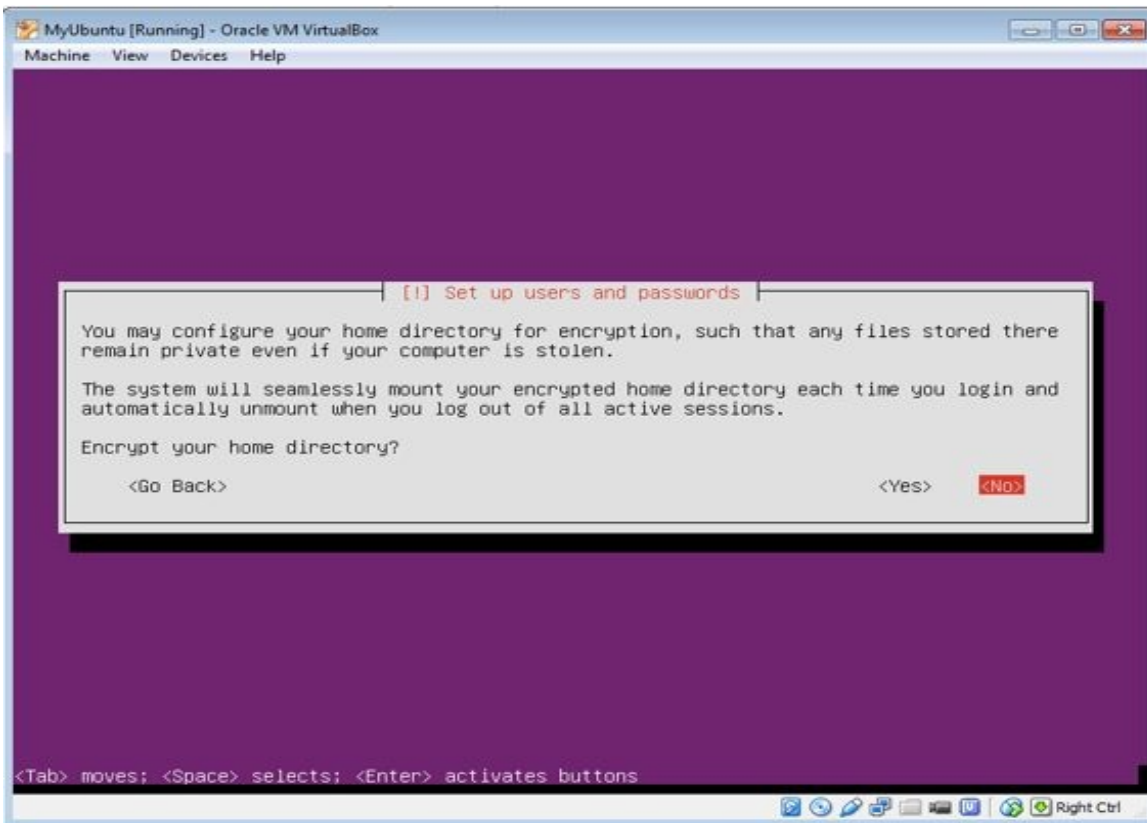 MyUbuntu [Running] - Oracle VM VirtualBox
Machine View Devices Help
[!] Set up users and passwords
You may configure your home directory for encryption, such that any files stored there
remain private even if your computer is stolen.
The system will seamlessly mount your encrypted home directory each time you login and
automatically unmount when you log out of all active sessions.
Encrypt your home directory?
<Go Back> <Yes> <No>
<Tab> moves; <Space> selects; <Enter> activates buttons
Right Ctrl